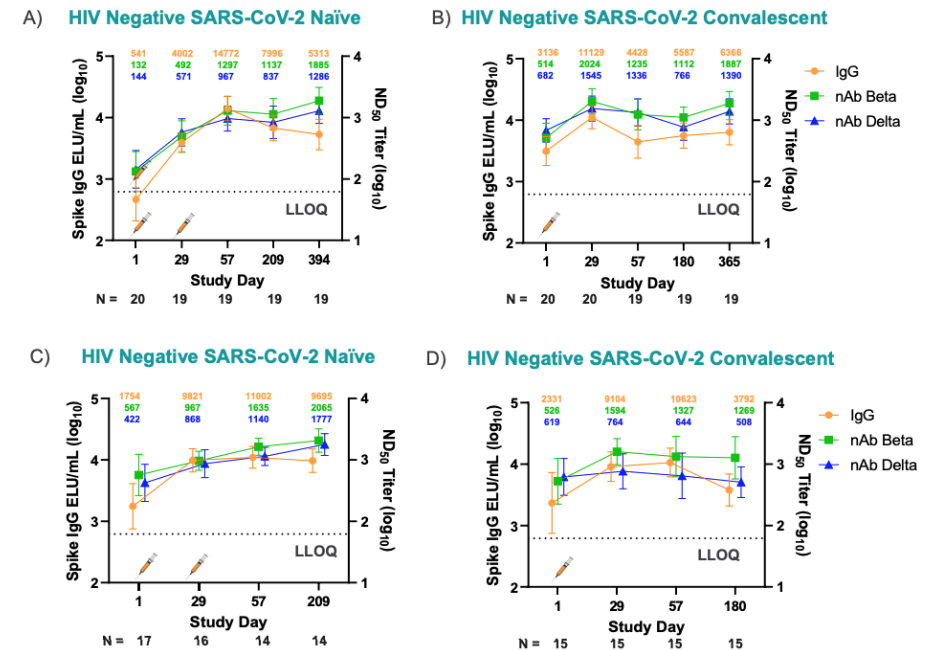 A) HIV Negative SARS-CoV-2 Naïve
541 4002 14772 7996 5313
132 492 1297 1137 1885
144 571 967 837 1286
Spike IgG ELU/mL (log10)
5
4
3
2
ND50 Titer (log10)
4
3
2
1
LLOQ
1 29 57 209 394
Study Day
N = 20 19 19 19 19
B) HIV Negative SARS-CoV-2 Convalescent
3136 11129 4428 5587 6366
514 2024 1235 1112 1887
682 1545 1336 766 1390
Spike IgG ELU/mL (log10)
5
4
3
2
ND50 Titer (log10)
4
3
2
1
LLOQ
1 29 57 180 365
Study Day
N = 20 20 19 19 19
IgG
nAb Beta
nAb Delta
C) HIV Negative SARS-CoV-2 Naïve
1754 9821 11002 9695
567 967 1635 2065
422 868 1140 1777
Spike IgG ELU/mL (log10)
5
4
3
2
ND50 Titer (log10)
4
3
2
1
LLOQ
1 29 57 209
Study Day
N = 17 16 14 14
D) HIV Negative SARS-CoV-2 Convalescent
2331 9104 10623 3792
526 1594 1327 1269
619 764 644 508
Spike IgG ELU/mL (log10)
5
4
3
2
ND50 Titer (log10)
4
3
2
1
LLOQ
1 29 57 180
Study Day
N = 15 15 15 15
IgG
nAb Beta
nAb Delta